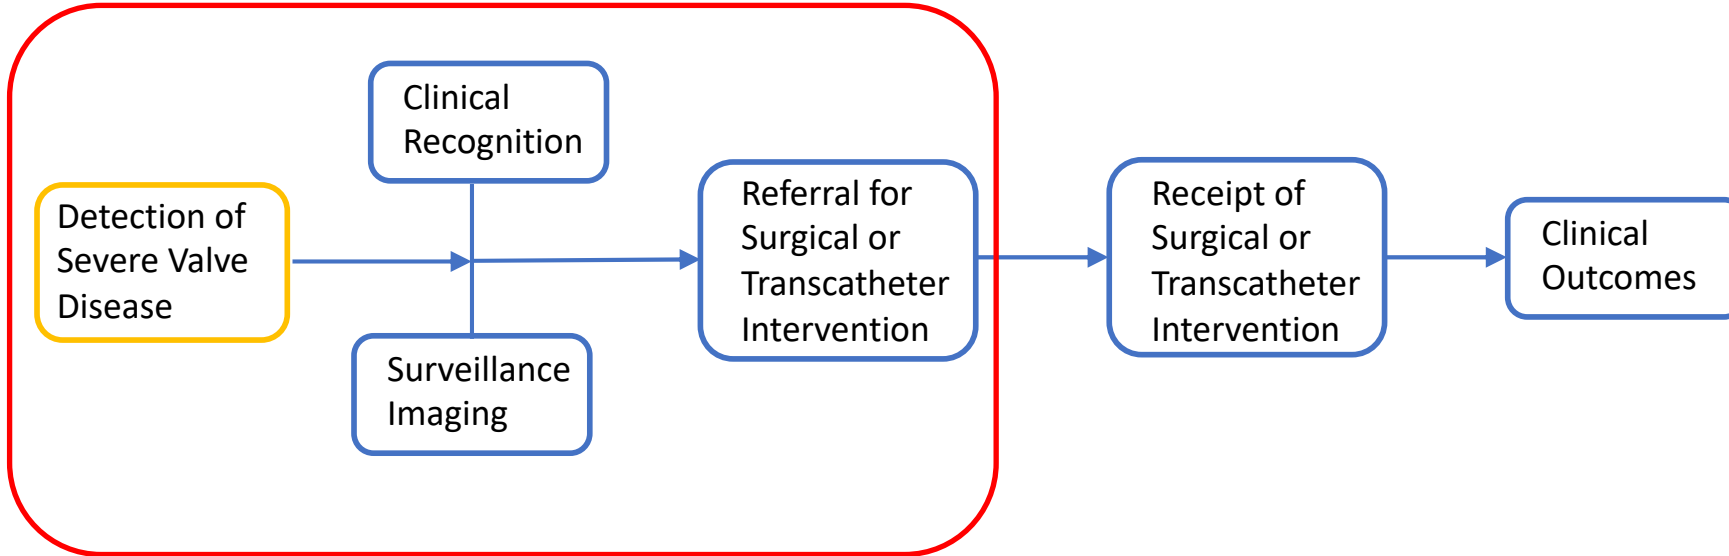 Detection of
Severe Valve
Disease
Clinical
Recognition
Surveillance
Imaging
Referral for
Surgical or
Transcatheter
Intervention
Receipt of
Surgical or
Transcatheter
Intervention
Clinical
Outcomes